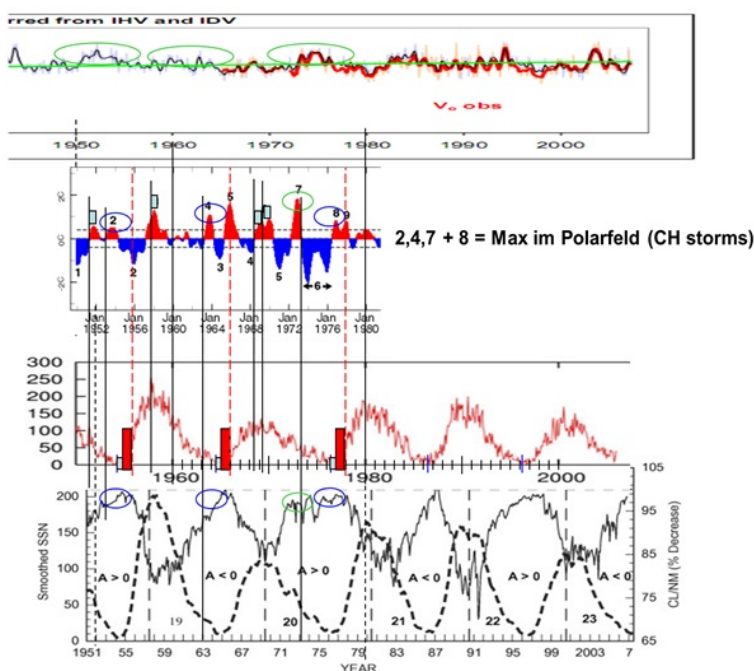 rred from IHV and IDV
Vo obs
1950 1960 1970 1980 1990 2000
2C
0C
-2C
1 2 2 4 3 5 4 5 7 6 8 9
2,4,7 + 8 = Max im Polarfeld (CH storms)
Jan Jan Jan Jan Jan Jan Jan Jan
1952 1956 1960 1964 1968 1972 1976 1980
300
250
200
150
100
50
0
1960 1980 2000
105
200
150
100
50
0
Smoothed SSN
95
85
75
65
CL/NM (% Decrease)
A > 0 A < 0 A > 0 A < 0 A > 0 A < 0
19 20 21 22 23
1951 55 59 63 67 71 75 79 83 87 91 95 99 2003 7
YEAR